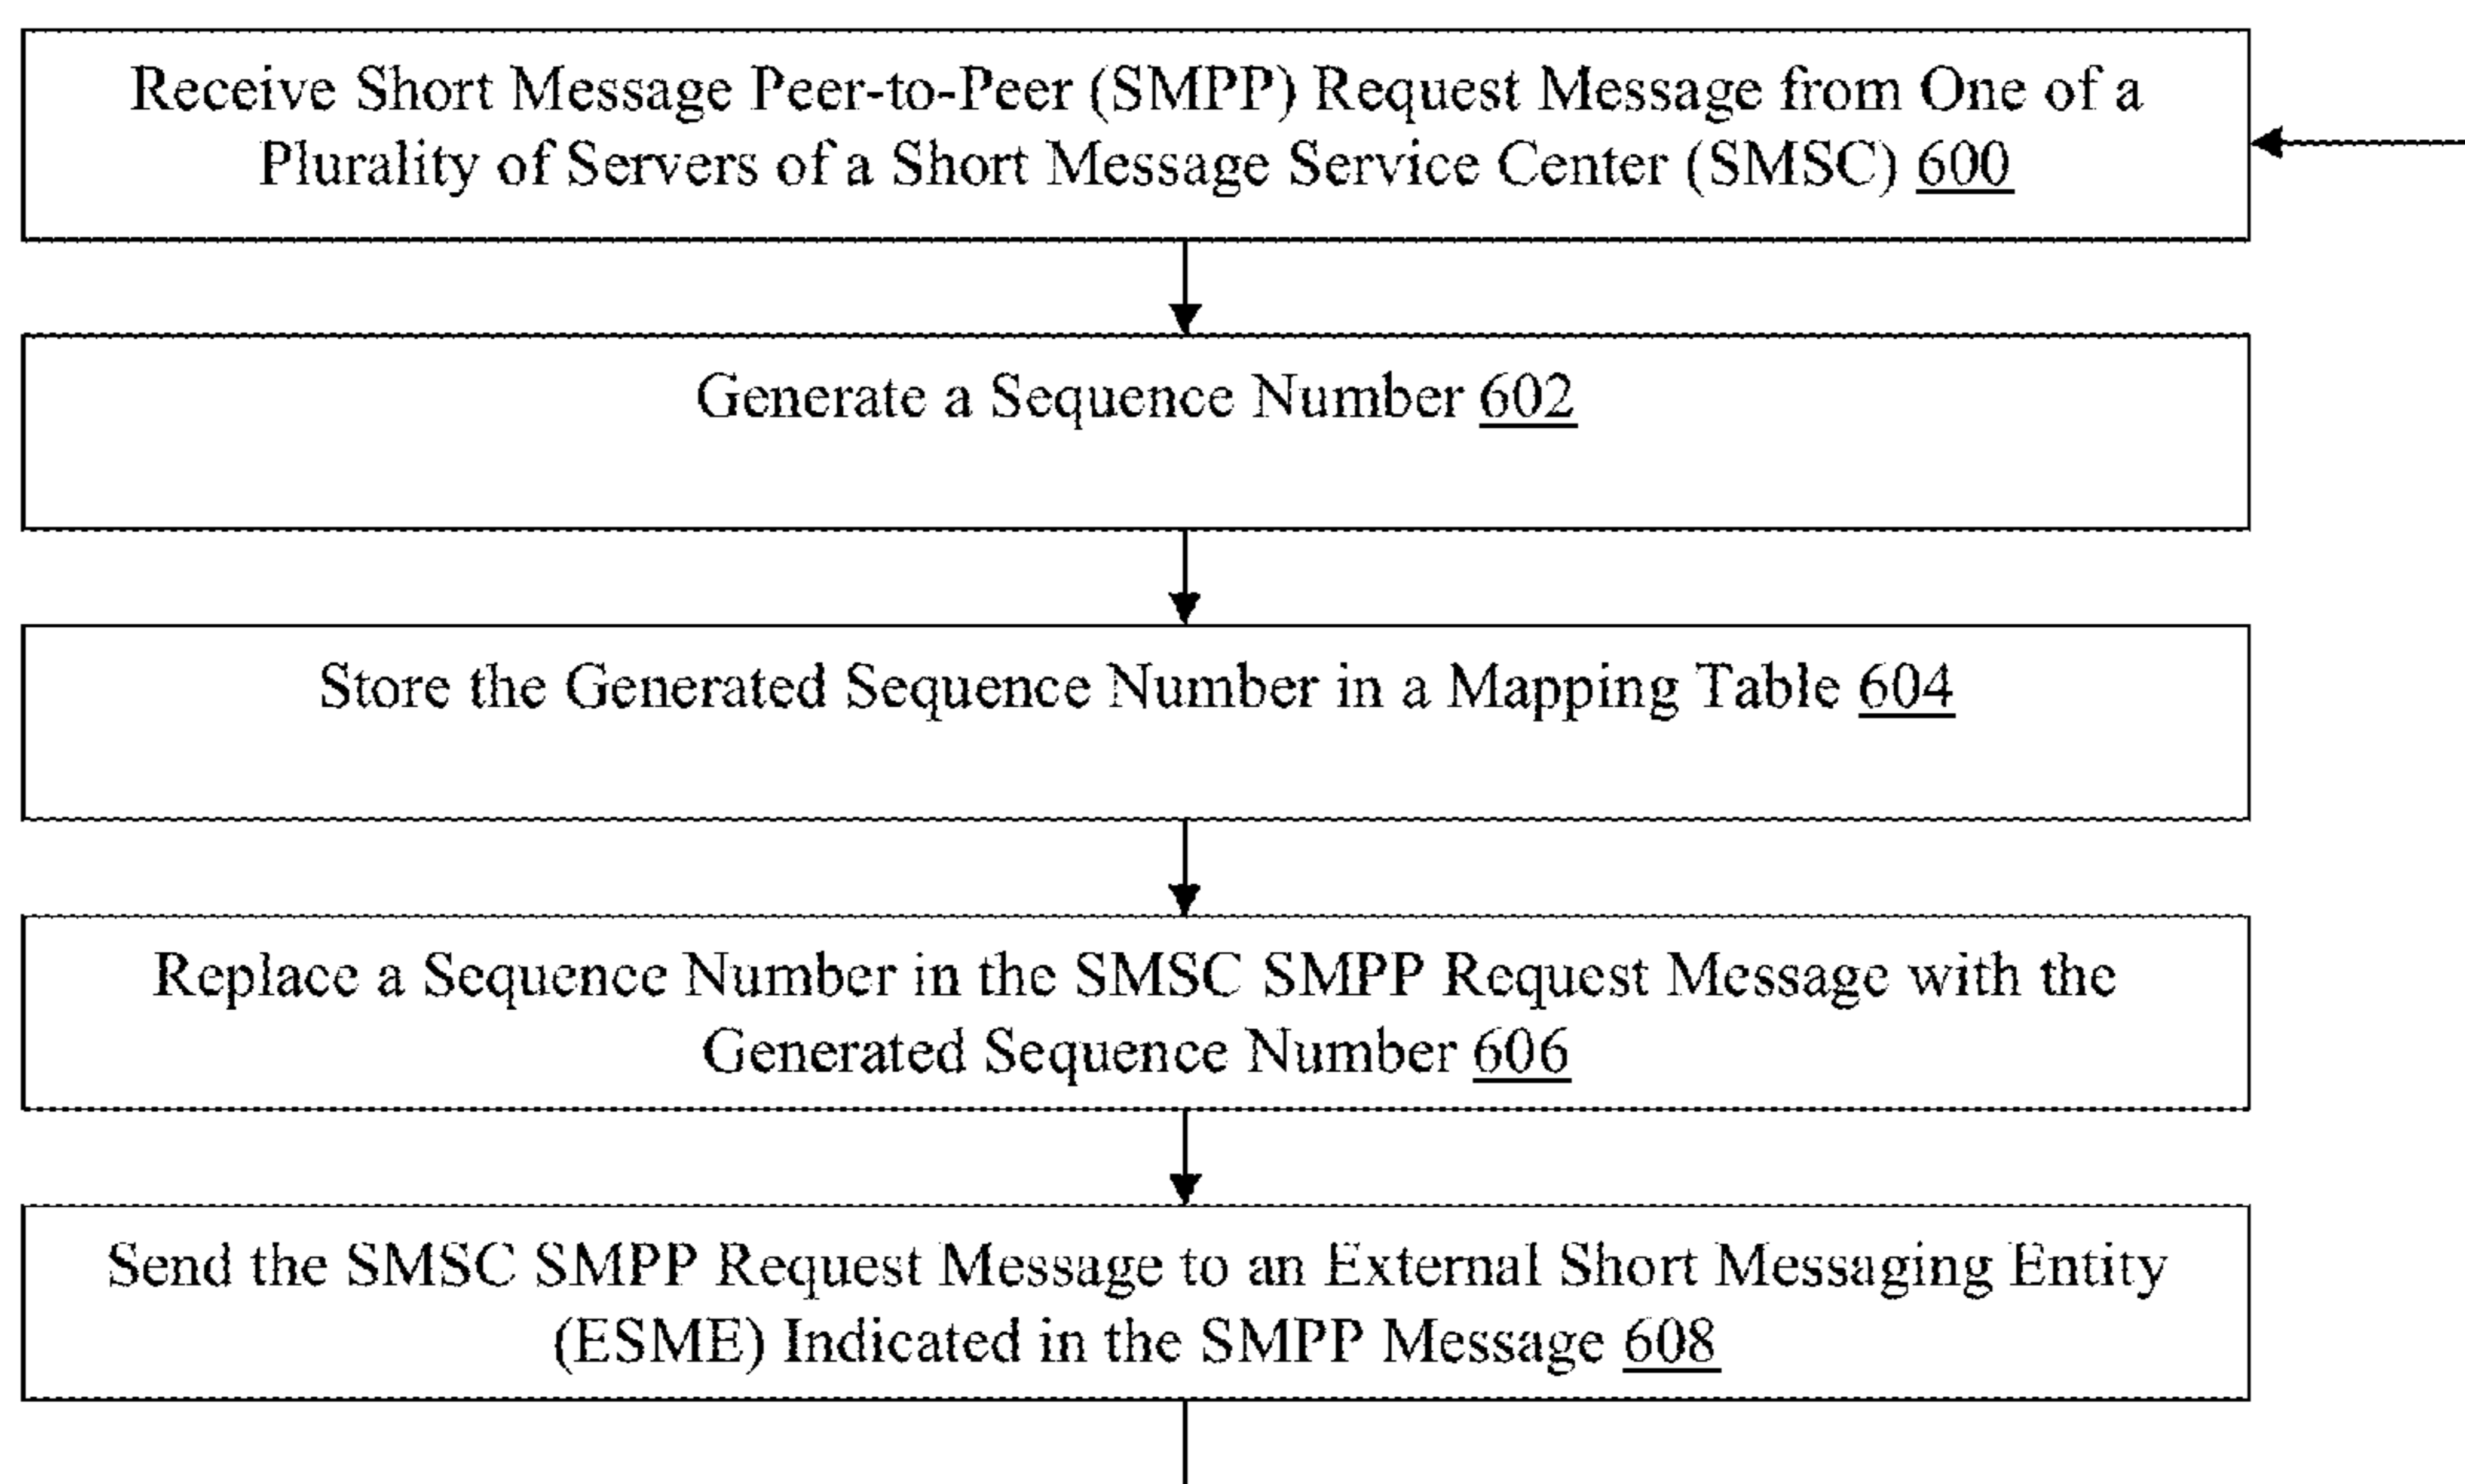 Receive Short Message Peer-to-Peer (SMPP) Request Message from One of a
Plurality of Servers of a Short Message Service Center (SMSC) 600
Generate a Sequence Number 602
Store the Generated Sequence Number in a Mapping Table 604
Replace a Sequence Number in the SMSC SMPP Request Message with the
Generated Sequence Number 606
Send the SMSC SMPP Request Message to an External Short Messaging Entity
(ESME) Indicated in the SMPP Message 608